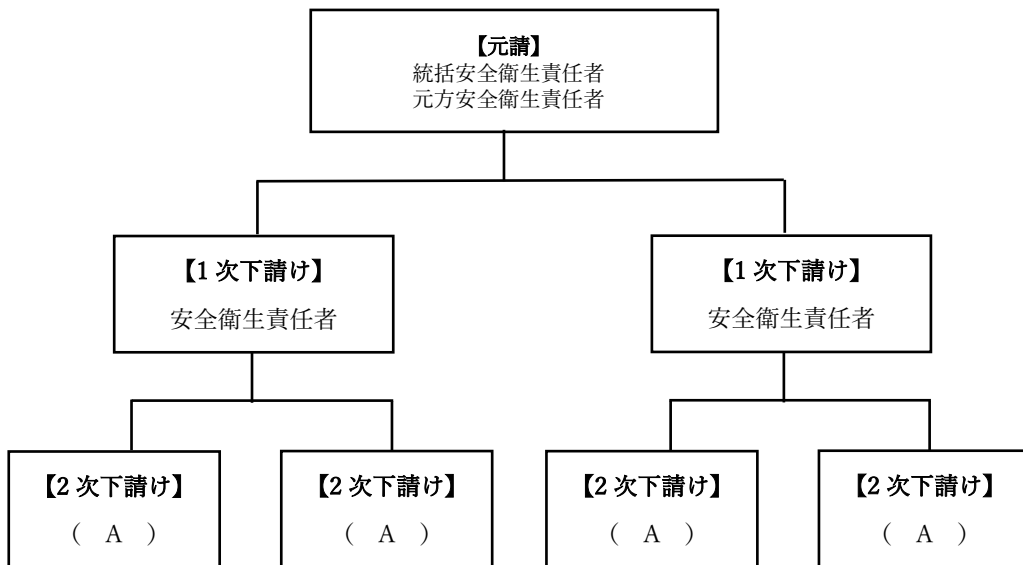 【元請】
統括安全衛生責任者
元方安全衛生責任者
【1 次下請け】
安全衛生責任者
【1 次下請け】
安全衛生責任者
【2 次下請け】
（　A　）
【2 次下請け】
（　A　）
【2 次下請け】
（　A　）
【2 次下請け】
（　A　）